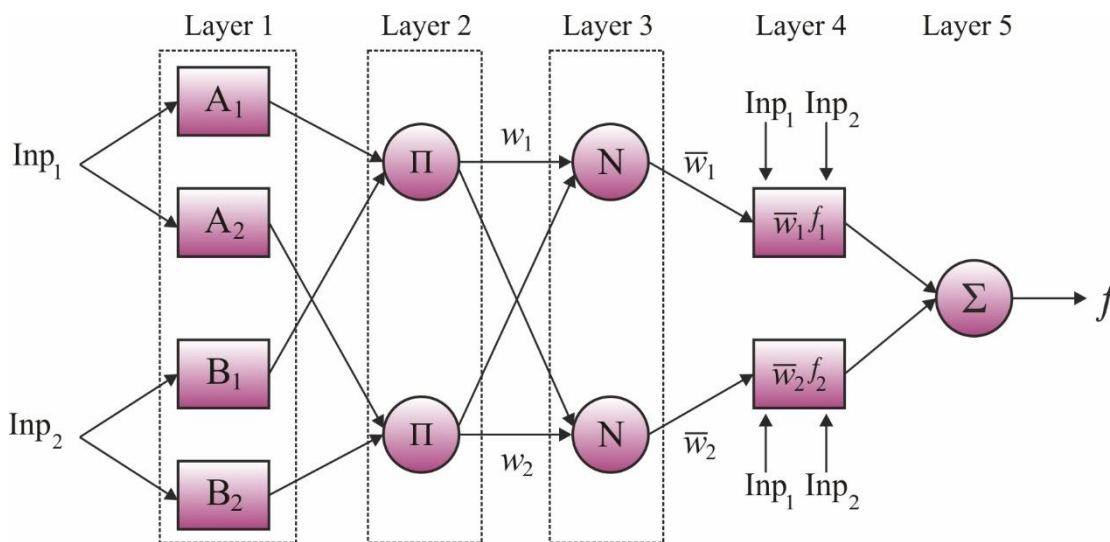 Layer 1 Layer 2 Layer 3 Layer 4 Layer 5
A₁
Inp₁ Inp₂
Inp₁
Π
w₁
N
w̅₁
A₂
w̅₁f₁
Σ
f
B₁
w̅₂f₂
Inp₂
Π
w₂
N
w̅₂
B₂
Inp₁ Inp₂